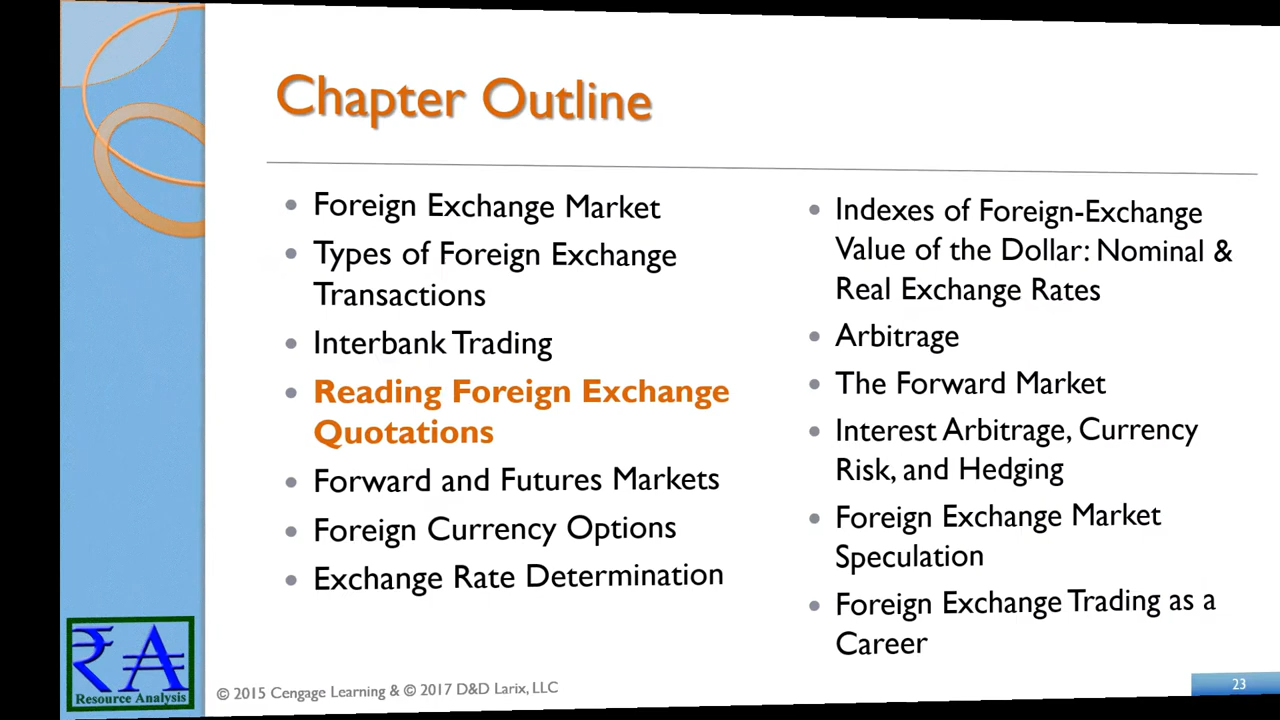 Chapter Outline
• Foreign Exchange Market
• Types of Foreign Exchange
Transactions
• Interbank Trading
• Reading Foreign Exchange
Quotations
• Forward and Futures Markets
• Foreign Currency Options
• Exchange Rate Determination
• Indexes of Foreign-Exchange
Value of the Dollar: Nominal &
Real Exchange Rates
• Arbitrage
• The Forward Market
• Interest Arbitrage, Currency
Risk, and Hedging
• Foreign Exchange Market
Speculation
• Foreign Exchange Trading as a
Career
₹ A
Resource Analysis
© 2015 Cengage Learning & © 2017 D&D Larix, LLC
23